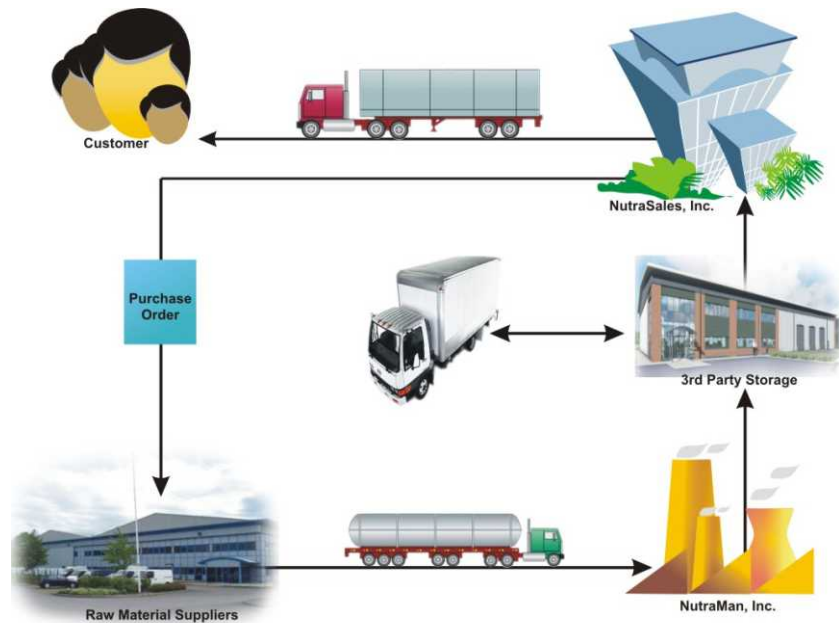 Customer
NutraSales, Inc.
Purchase
Order
3rd Party Storage
Raw Material Suppliers
NutraMan, Inc.